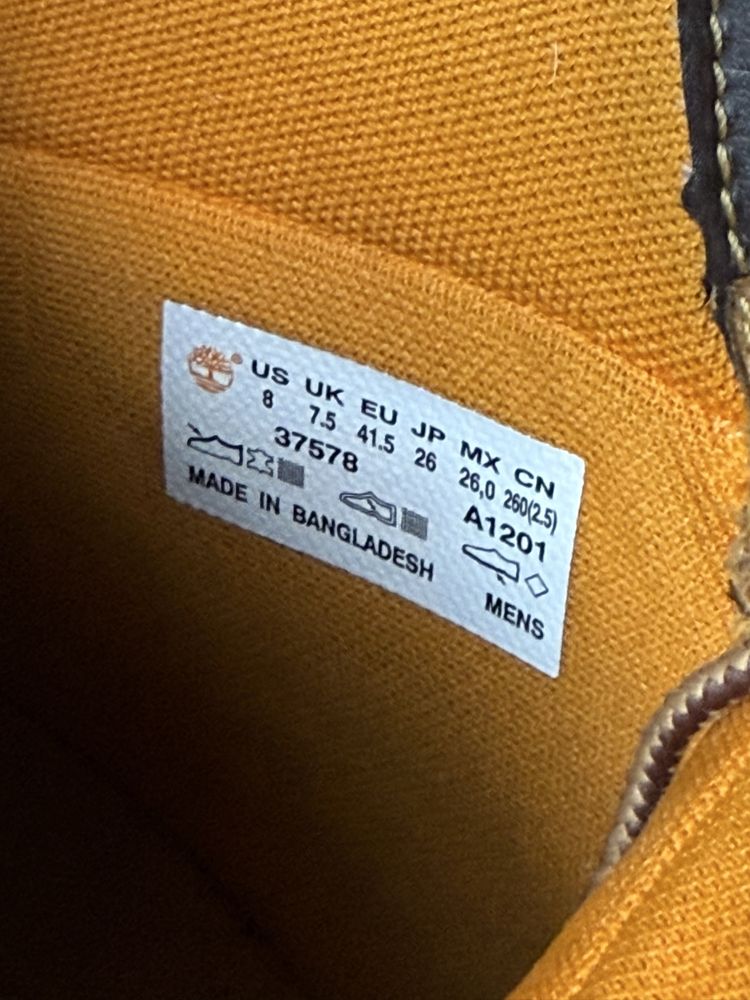 US UK EU JP MX CN
8 7.5 41.5 26 26,0 260(2.5)
37578 A1201
MADE IN BANGLADESH MENS